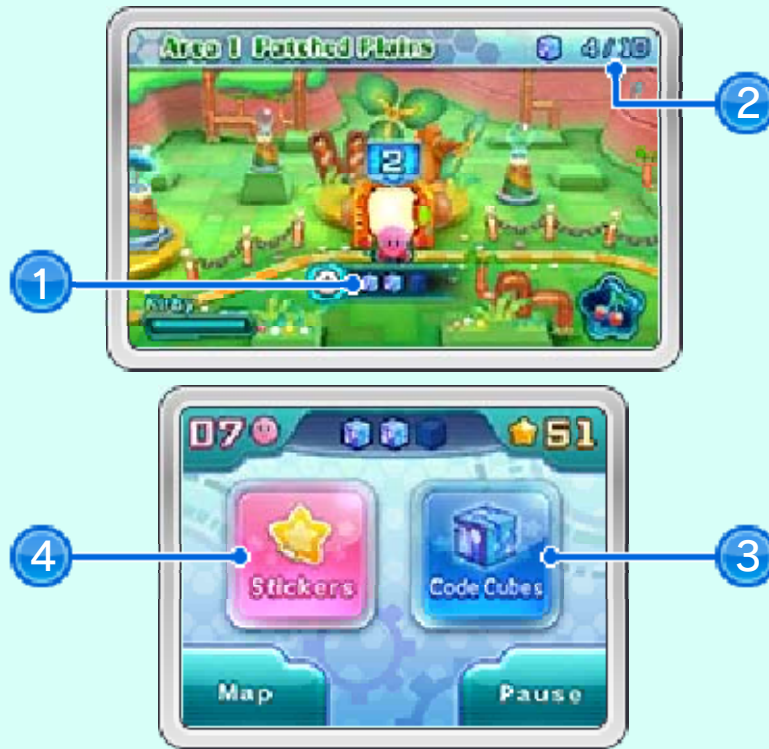 Area 1 Patched Plains
4/10
2
2
1
Kirby
07
51
4
Stickers
Code Cubes
3
Map
Pause